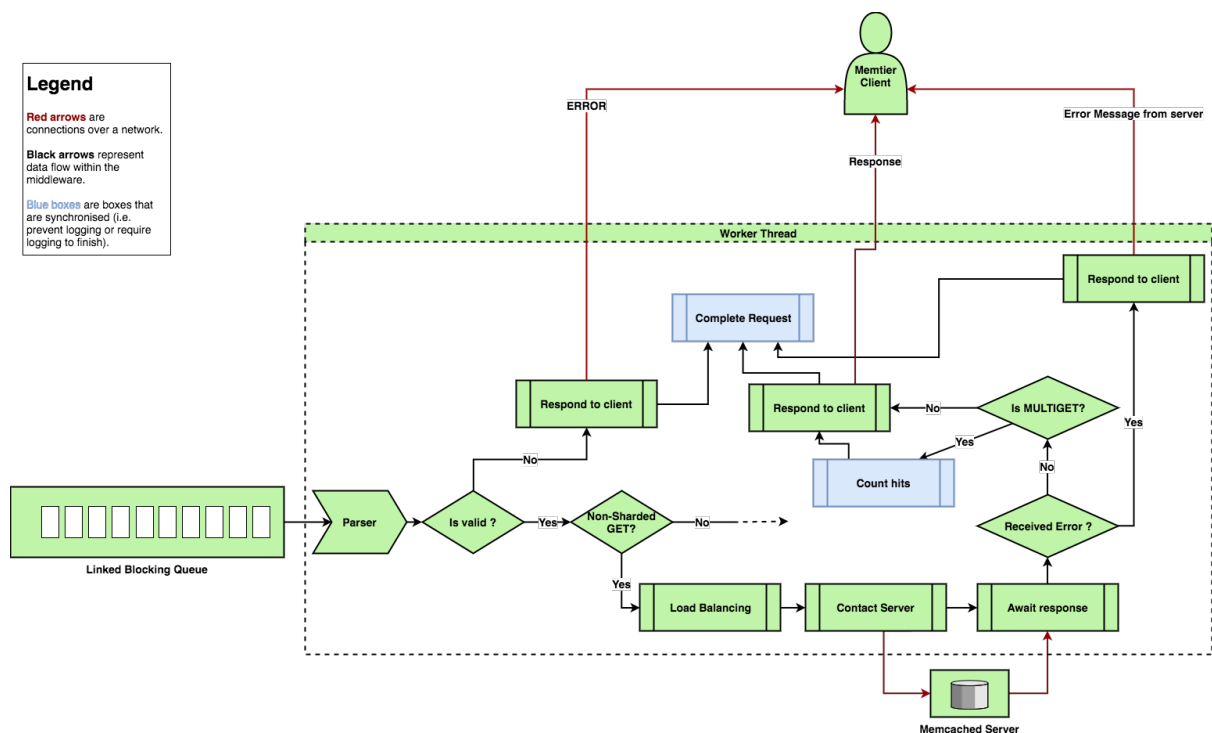 Memtier
Client
Legend
Red arrows are
connections over a network.
Black arrows represent
data flow within the
middleware.
Blue boxes are boxes that
are synchronised (i.e.
prevent logging or require
logging to finish).
ERROR
Response
Error Message from server
Worker Thread
Respond to client
Complete Request
Respond to client
Respond to client
Is MULTIGET?
No
Yes
Yes
No
Count hits
No
Parser
Is valid ?
Yes
Non-Sharded
GET?
No
Received Error ?
Linked Blocking Queue
Yes
Load Balancing
Contact Server
Await response
Memcached Server